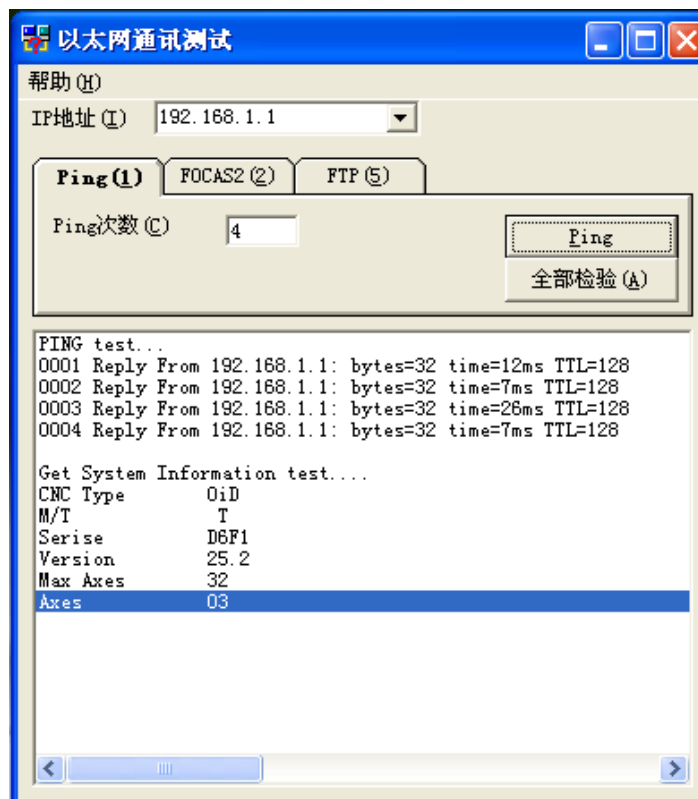 以太网通讯测试
帮助(H)
IP地址(I) 192.168.1.1
Ping(1) FOCAS2(2) FTP(5)
Ping次数(C) 4
Ping
全部检验(A)
PING test...
0001 Reply From 192.168.1.1: bytes=32 time=12ms TTL=128
0002 Reply From 192.168.1.1: bytes=32 time=7ms TTL=128
0003 Reply From 192.168.1.1: bytes=32 time=26ms TTL=128
0004 Reply From 192.168.1.1: bytes=32 time=7ms TTL=128
Get System Information test....
CNC Type 0iD
M/T T
Serise D6F1
Version 25.2
Max Axes 32
Axes 03